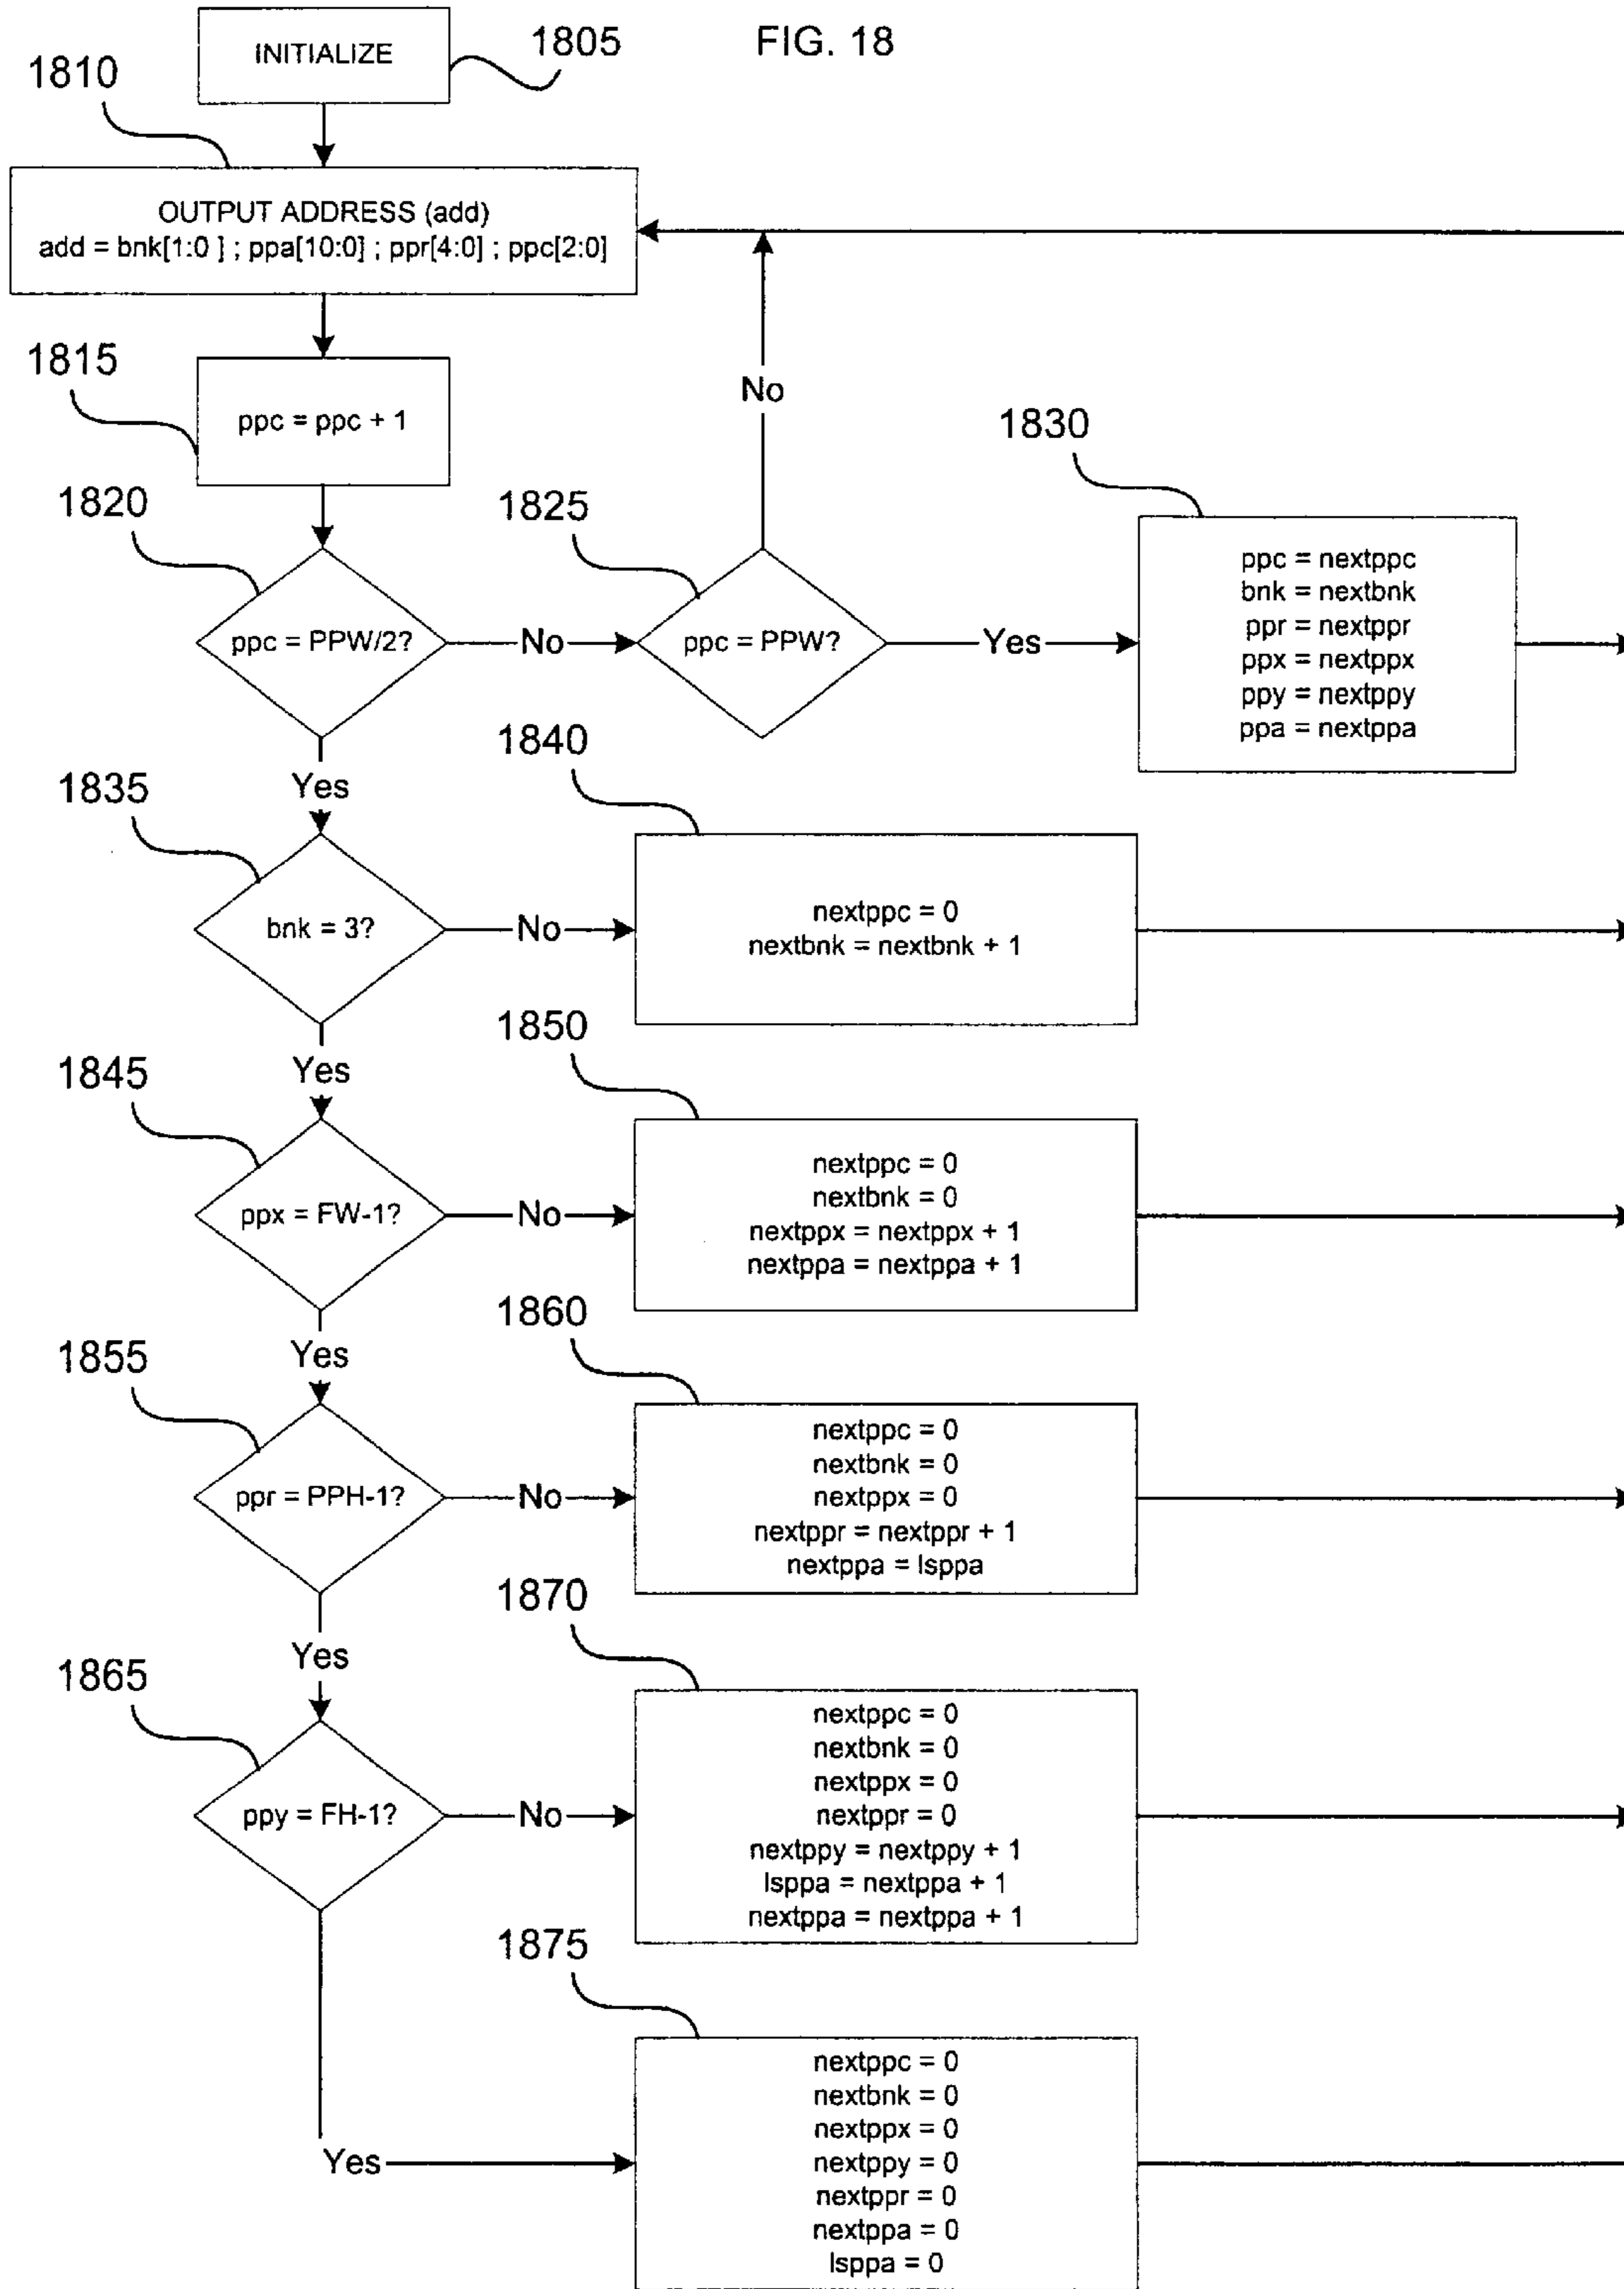 FIG. 18
1805
INITIALIZE
1810
OUTPUT ADDRESS (add)
add = bnk[1:0 ] ; ppa[10:0] ; ppr[4:0] ; ppc[2:0]
1815
ppc = ppc + 1
No
1830
1820
1825
ppc = PPW/2?
No
ppc = PPW?
Yes
ppc = nextppc
bnk = nextbnk
ppr = nextppr
ppx = nextppx
ppy = nextppy
ppa = nextppa
Yes
1835
1840
bnk = 3?
No
nextppc = 0
nextbnk = nextbnk + 1
Yes
1845
1850
ppx = FW-1?
No
nextppc = 0
nextbnk = 0
nextppx = nextppx + 1
nextppa = nextppa + 1
Yes
1855
1860
ppr = PPH-1?
No
nextppc = 0
nextbnk = 0
nextppx = 0
nextppr = nextppr + 1
nextppa = lsppa
Yes
1865
1870
ppy = FH-1?
No
nextppc = 0
nextbnk = 0
nextppx = 0
nextppr = 0
nextppy = nextppy + 1
lsppa = nextppa + 1
nextppa = nextppa + 1
1875
Yes
nextppc = 0
nextbnk = 0
nextppx = 0
nextppy = 0
nextppr = 0
nextppa = 0
lsppa = 0